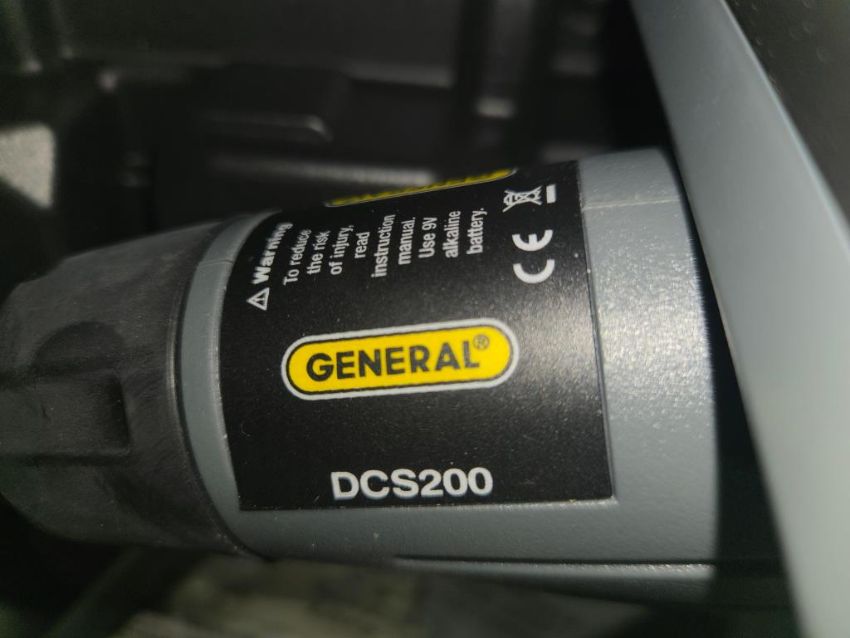 ⚠ Warning
To reduce
the risk
of injury,
read
instruction
manual.
Use 9V
alkaline
battery.
CE
GENERAL®
DCS200